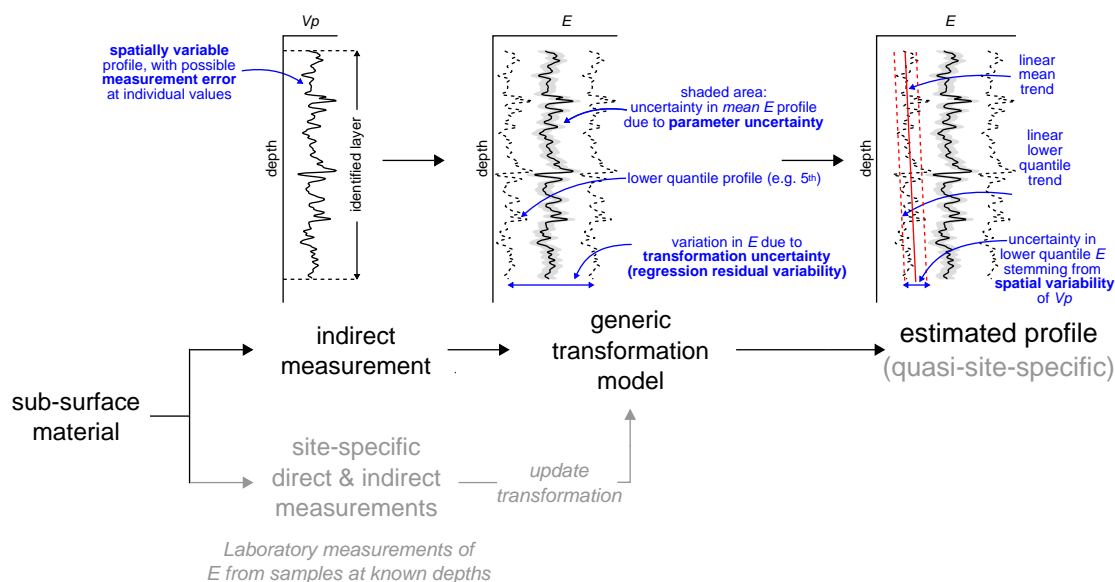 Vp
spatially variable
profile, with possible
measurement error
at individual values
depth
identified layer
E
shaded area:
uncertainty in mean E profile
due to parameter uncertainty
depth
lower quantile profile (e.g. 5th)
variation in E due to
transformation uncertainty
(regression residual variability)
E
linear
mean
trend
depth
linear
lower
quantile
trend
uncertainty in
lower quantile E
stemming from
spatial variability
of Vp
indirect
measurement
generic
transformation
model
estimated profile
(quasi-site-specific)
sub-surface
material
site-specific
direct & indirect
measurements
update
transformation
Laboratory measurements of
E from samples at known depths